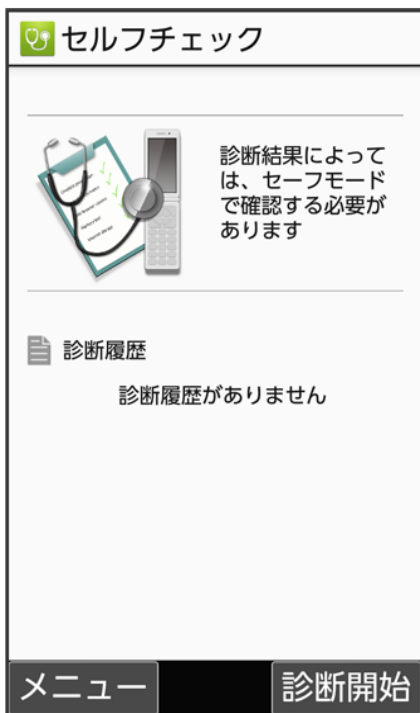 セルフチェック
診断結果によって
は、セーフモード
で確認する必要が
あります
診断履歴
診断履歴がありません
メニュー
診断開始